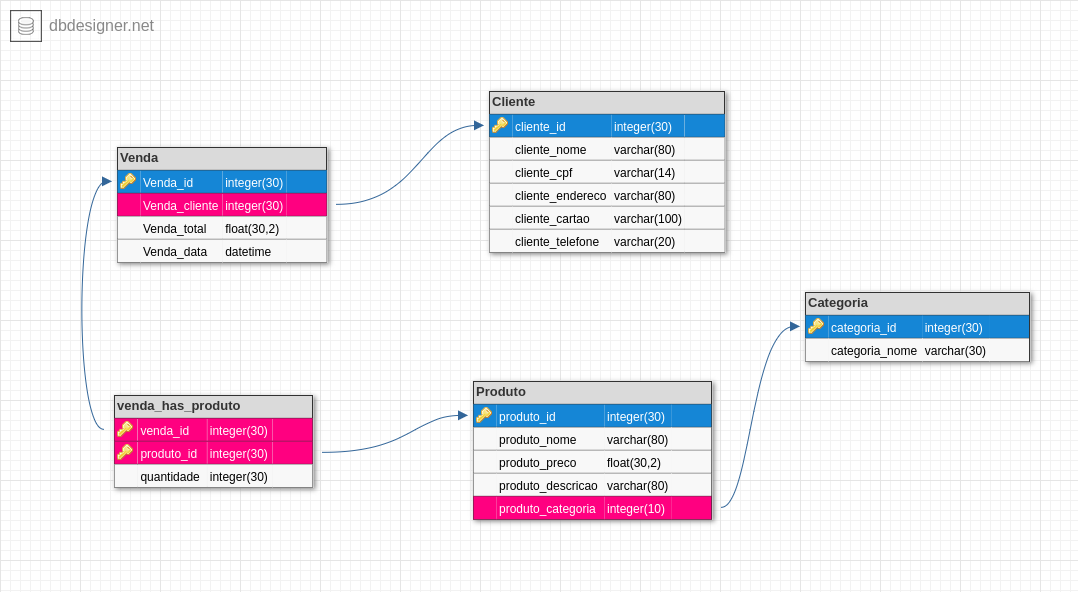 dbdesigner.net
Cliente
cliente_id integer(30)
cliente_nome varchar(80)
cliente_cpf varchar(14)
cliente_endereco varchar(80)
cliente_cartao varchar(100)
cliente_telefone varchar(20)
Venda
Venda_id integer(30)
Venda_cliente integer(30)
Venda_total float(30,2)
Venda_data datetime
Categoria
categoria_id integer(30)
categoria_nome varchar(30)
Produto
produto_id integer(30)
produto_nome varchar(80)
produto_preco float(30,2)
produto_descricao varchar(80)
produto_categoria integer(10)
venda_has_produto
venda_id integer(30)
produto_id integer(30)
quantidade integer(30)